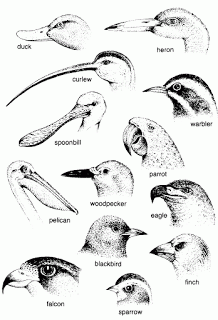 duck
heron
curlew
warbler
spoonbill
parrot
pelican
woodpecker
eagle
blackbird
finch
falcon
sparrow